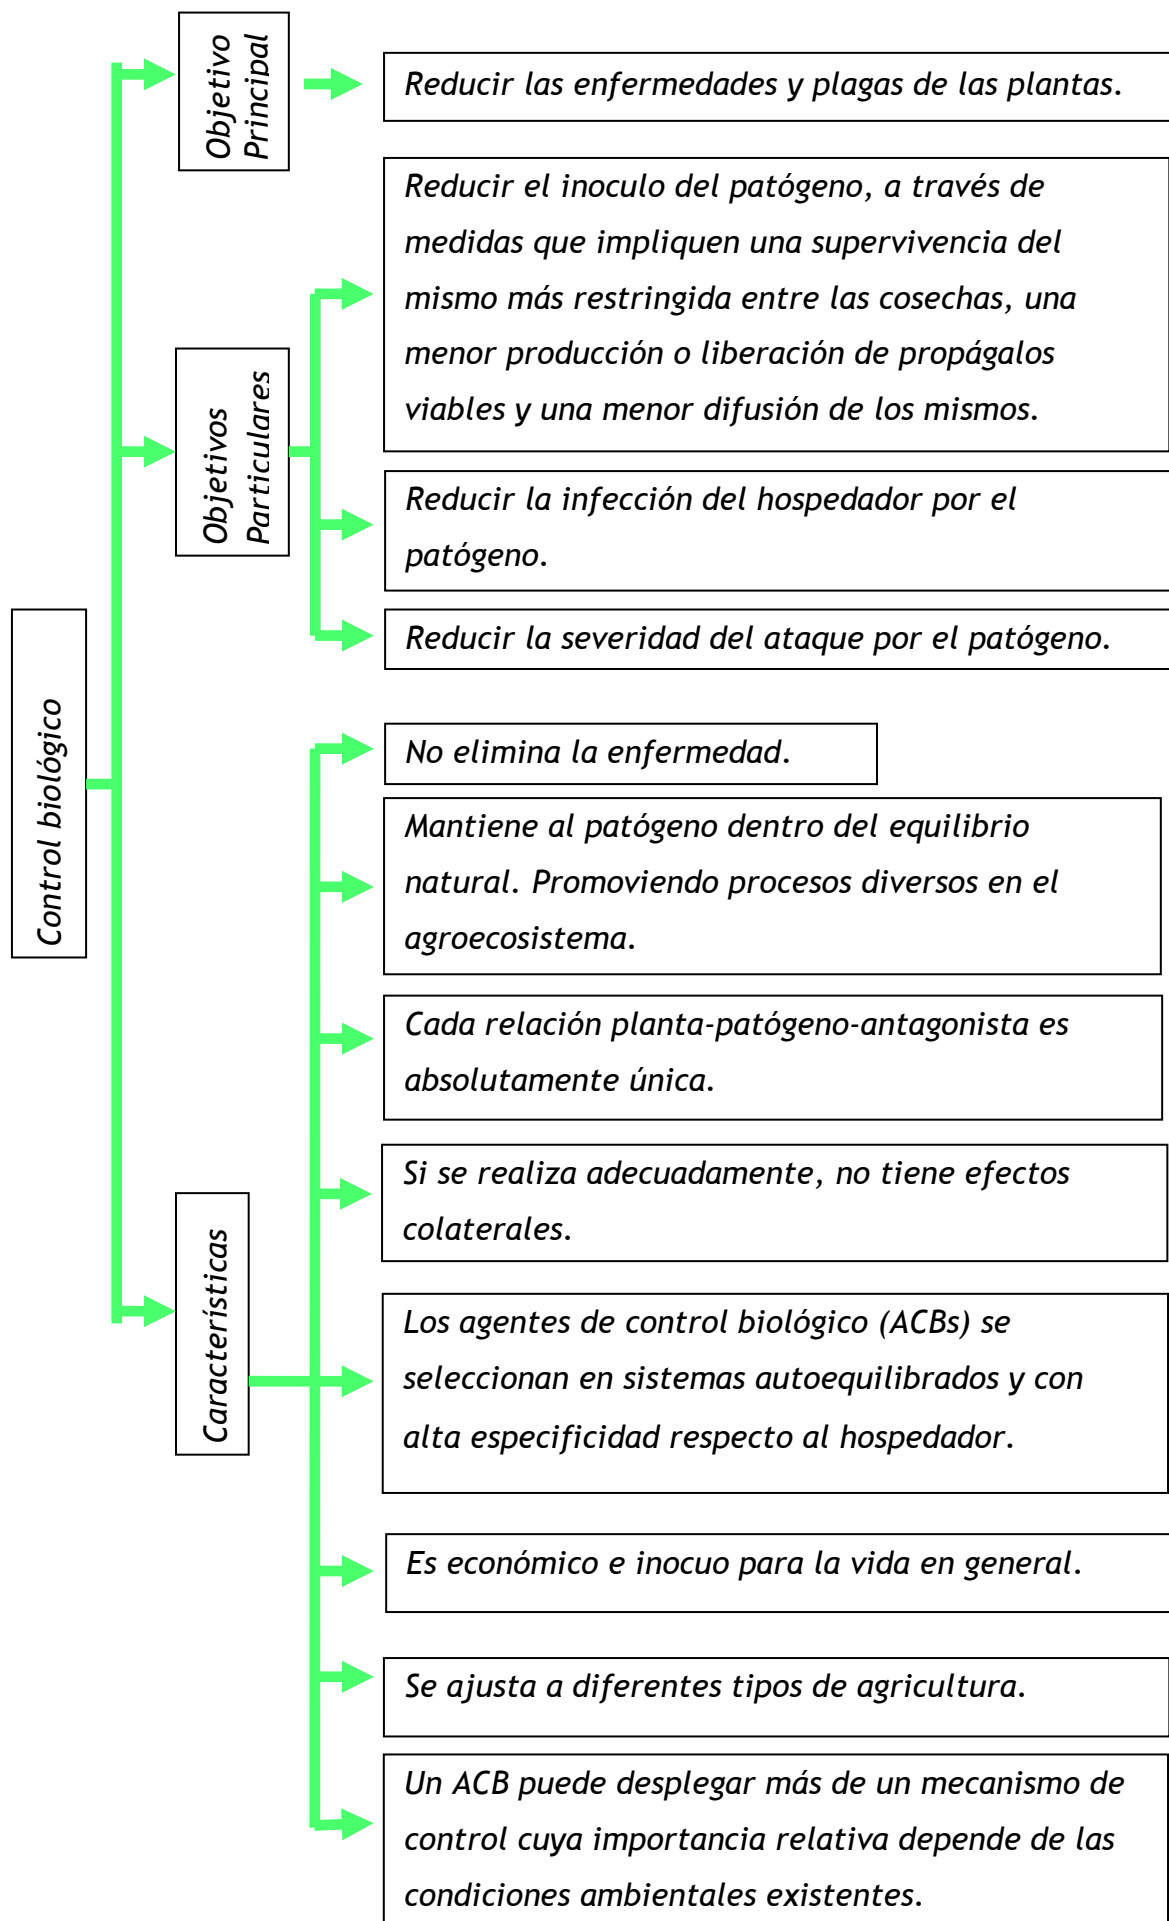 Control biológico
Objetivo
Principal
Reducir las enfermedades y plagas de las plantas.
Objetivos
Particulares
Reducir el inoculo del patógeno, a través de
medidas que impliquen una supervivencia del
mismo más restringida entre las cosechas, una
menor producción o liberación de propágalos
viables y una menor difusión de los mismos.
Reducir la infección del hospedador por el
patógeno.
Reducir la severidad del ataque por el patógeno.
Características
No elimina la enfermedad.
Mantiene al patógeno dentro del equilibrio
natural. Promoviendo procesos diversos en el
agroecosistema.
Cada relación planta-patógeno-antagonista es
absolutamente única.
Si se realiza adecuadamente, no tiene efectos
colaterales.
Los agentes de control biológico (ACBs) se
seleccionan en sistemas autoequilibrados y con
alta especificidad respecto al hospedador.
Es económico e inocuo para la vida en general.
Se ajusta a diferentes tipos de agricultura.
Un ACB puede desplegar más de un mecanismo de
control cuya importancia relativa depende de las
condiciones ambientales existentes.